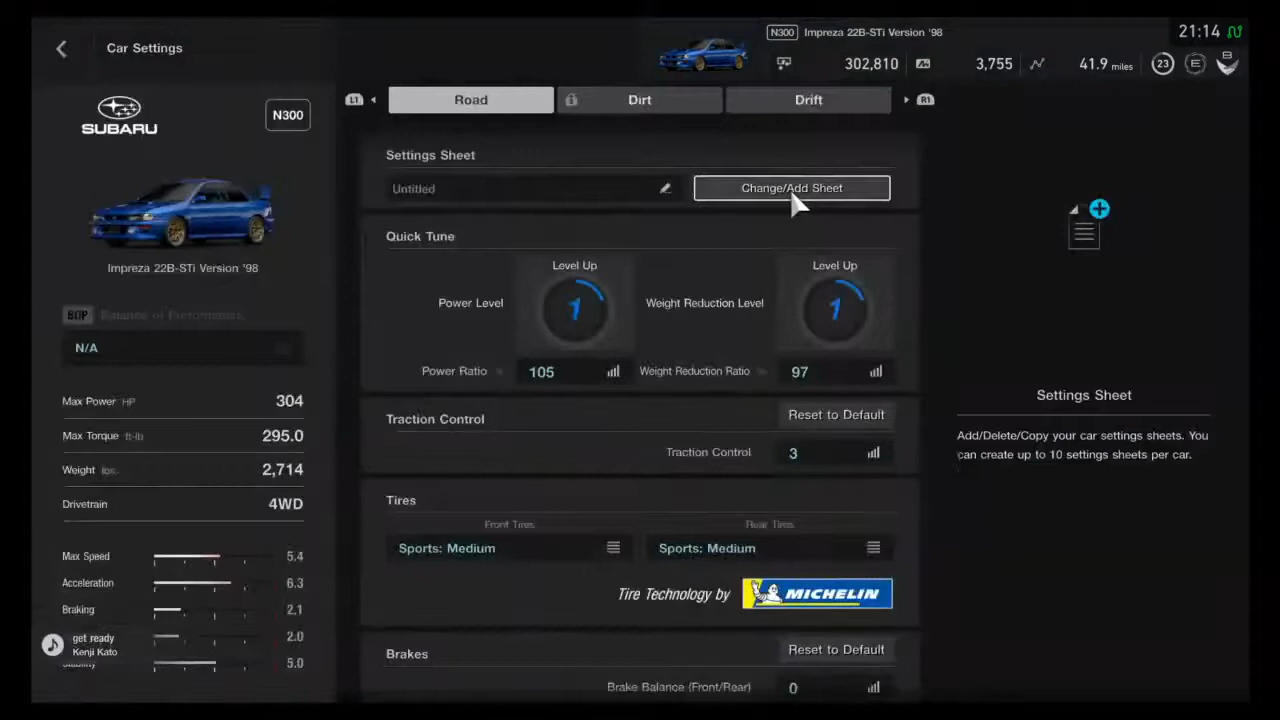 Car Settings
N300 Impreza 22B-STi Version '98
21:14
302,810
3,755
41.9 miles
23
E
B
SUBARU
N300
L1 Road Dirt Drift R1
Settings Sheet
Untitled
Change/Add Sheet
Impreza 22B-STi Version '98
BOP Balance of Performance
N/A
Max Power HP 304
Max Torque ft-lb 295.0
Weight lbs. 2,714
Drivetrain 4WD
Max Speed 5.4
Acceleration 6.3
Braking 2.1
2.0
Stability 5.0
get ready
Kenji Kato
Quick Tune
Level Up Level Up
Power Level 1 Weight Reduction Level 1
Power Ratio 105 Weight Reduction Ratio 97
Traction Control Reset to Default
Traction Control 3
Tires
Front Tires Rear Tires
Sports: Medium Sports: Medium
Tire Technology by MICHELIN
Brakes Reset to Default
Brake Balance (Front/Rear) 0
Settings Sheet
Add/Delete/Copy your car settings sheets. You
can create up to 10 settings sheets per car.